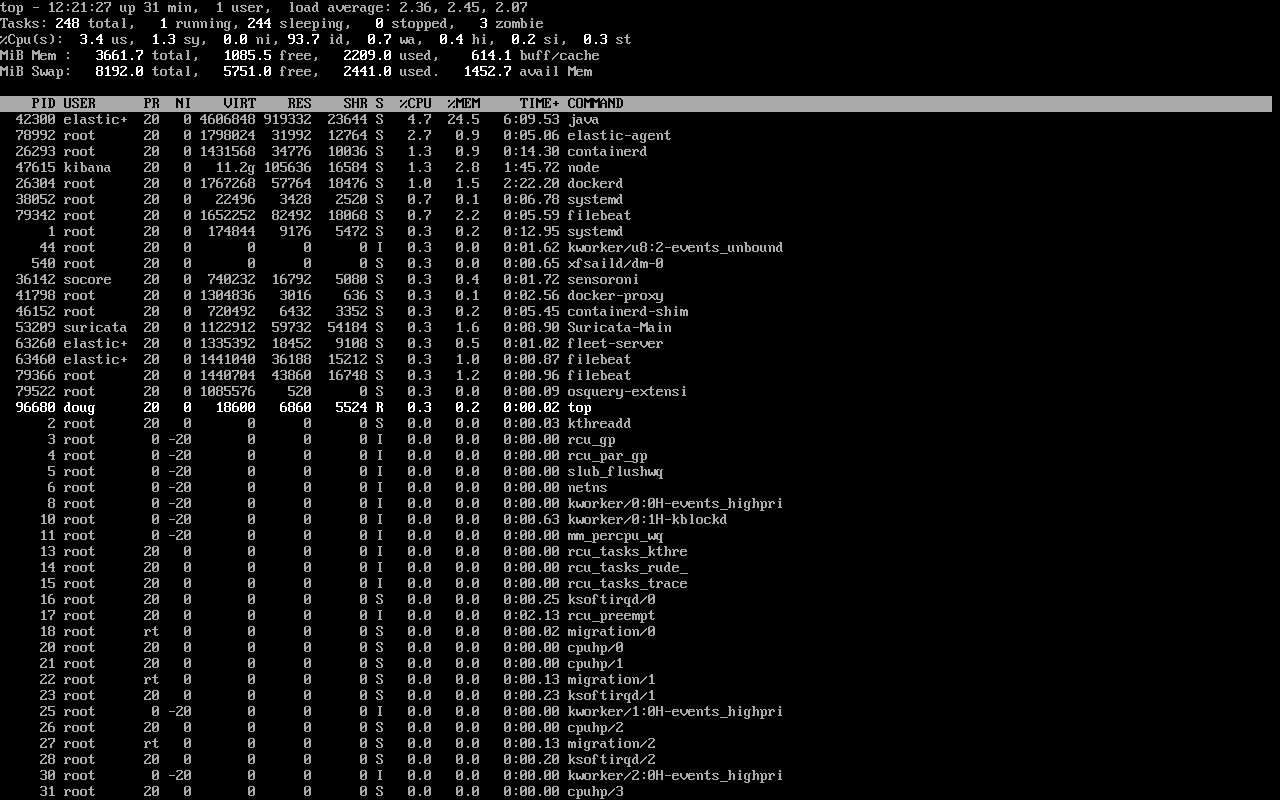 top - 12:21:27 up 31 min,  1 user,  load average: 2.36, 2.45, 2.07
Tasks: 248 total,   1 running, 244 sleeping,   0 stopped,   3 zombie
%Cpu(s):  3.4 us,  1.3 sy,  0.0 ni, 93.7 id,  0.7 wa,  0.4 hi,  0.2 si,  0.3 st
MiB Mem :   3661.7 total,   1085.5 free,   2209.0 used,    614.1 buff/cache
MiB Swap:   8192.0 total,   5751.0 free,   2441.0 used.   1452.7 avail Mem
PID USER      PR  NI    VIRT    RES    SHR S  %CPU  %MEM     TIME+ COMMAND
42300 elastic+  20   0 4606848 919332  23644 S   4.7  24.5   6:09.53 java
78992 root      20   0 1798024  31992  12764 S   2.7   0.9   0:05.06 elastic-agent
26293 root      20   0 1431568  34776  10036 S   1.3   0.9   0:14.30 containerd
47615 kibana    20   0   11.2g 105636  16584 S   1.3   2.8   1:45.72 node
26304 root      20   0 1767268  57764  18476 S   1.0   1.5   2:22.20 dockerd
38052 root      20   0   22496   3428   2520 S   0.7   0.1   0:06.78 systemd
79342 root      20   0 1652252  82492  18068 S   0.7   2.2   0:05.59 filebeat
1 root      20   0  174844   9176   5472 S   0.3   0.2   0:12.95 systemd
44 root      20   0       0      0      0 I   0.3   0.0   0:01.62 kworker/u8:2-events_unbound
540 root      20   0       0      0      0 S   0.3   0.0   0:00.65 xfsaild/dm-0
36142 socore    20   0  740232  16792   5080 S   0.3   0.4   0:01.72 sensoroni
41798 root      20   0 1304836   3016    636 S   0.3   0.1   0:02.56 docker-proxy
46152 root      20   0  720492   6432   3352 S   0.3   0.2   0:05.45 containerd-shim
53209 suricata  20   0 1122912  59732  54184 S   0.3   1.6   0:08.90 Suricata-Main
63260 elastic+  20   0 1335392  18452   9108 S   0.3   0.5   0:01.02 fleet-server
63460 elastic+  20   0 1441040  36188  15212 S   0.3   1.0   0:00.87 filebeat
79366 root      20   0 1440704  43860  16748 S   0.3   1.2   0:00.96 filebeat
79522 root      20   0 1085576    520      0 S   0.3   0.0   0:00.09 osquery-extensi
96680 doug      20   0   18600   6860   5524 R   0.3   0.2   0:00.02 top
2 root      20   0       0      0      0 S   0.0   0.0   0:00.03 kthreadd
3 root       0 -20       0      0      0 I   0.0   0.0   0:00.00 rcu_gp
4 root       0 -20       0      0      0 I   0.0   0.0   0:00.00 rcu_par_gp
5 root       0 -20       0      0      0 I   0.0   0.0   0:00.00 slub_flushwq
6 root       0 -20       0      0      0 I   0.0   0.0   0:00.00 netns
8 root       0 -20       0      0      0 I   0.0   0.0   0:00.00 kworker/0:0H-events_highpri
10 root       0 -20       0      0      0 I   0.0   0.0   0:00.63 kworker/0:1H-kblockd
11 root       0 -20       0      0      0 I   0.0   0.0   0:00.00 mm_percpu_wq
13 root      20   0       0      0      0 I   0.0   0.0   0:00.00 rcu_tasks_kthre
14 root      20   0       0      0      0 I   0.0   0.0   0:00.00 rcu_tasks_rude_
15 root      20   0       0      0      0 I   0.0   0.0   0:00.00 rcu_tasks_trace
16 root      20   0       0      0      0 S   0.0   0.0   0:00.25 ksoftirqd/0
17 root      20   0       0      0      0 I   0.0   0.0   0:02.13 rcu_preempt
18 root      rt   0       0      0      0 S   0.0   0.0   0:00.02 migration/0
20 root      20   0       0      0      0 S   0.0   0.0   0:00.00 cpuhp/0
21 root      20   0       0      0      0 S   0.0   0.0   0:00.00 cpuhp/1
22 root      rt   0       0      0      0 S   0.0   0.0   0:00.13 migration/1
23 root      20   0       0      0      0 S   0.0   0.0   0:00.23 ksoftirqd/1
25 root       0 -20       0      0      0 I   0.0   0.0   0:00.00 kworker/1:0H-events_highpri
26 root      20   0       0      0      0 S   0.0   0.0   0:00.00 cpuhp/2
27 root      rt   0       0      0      0 S   0.0   0.0   0:00.13 migration/2
28 root      20   0       0      0      0 S   0.0   0.0   0:00.20 ksoftirqd/2
30 root       0 -20       0      0      0 I   0.0   0.0   0:00.00 kworker/2:0H-events_highpri
31 root      20   0       0      0      0 S   0.0   0.0   0:00.00 cpuhp/3